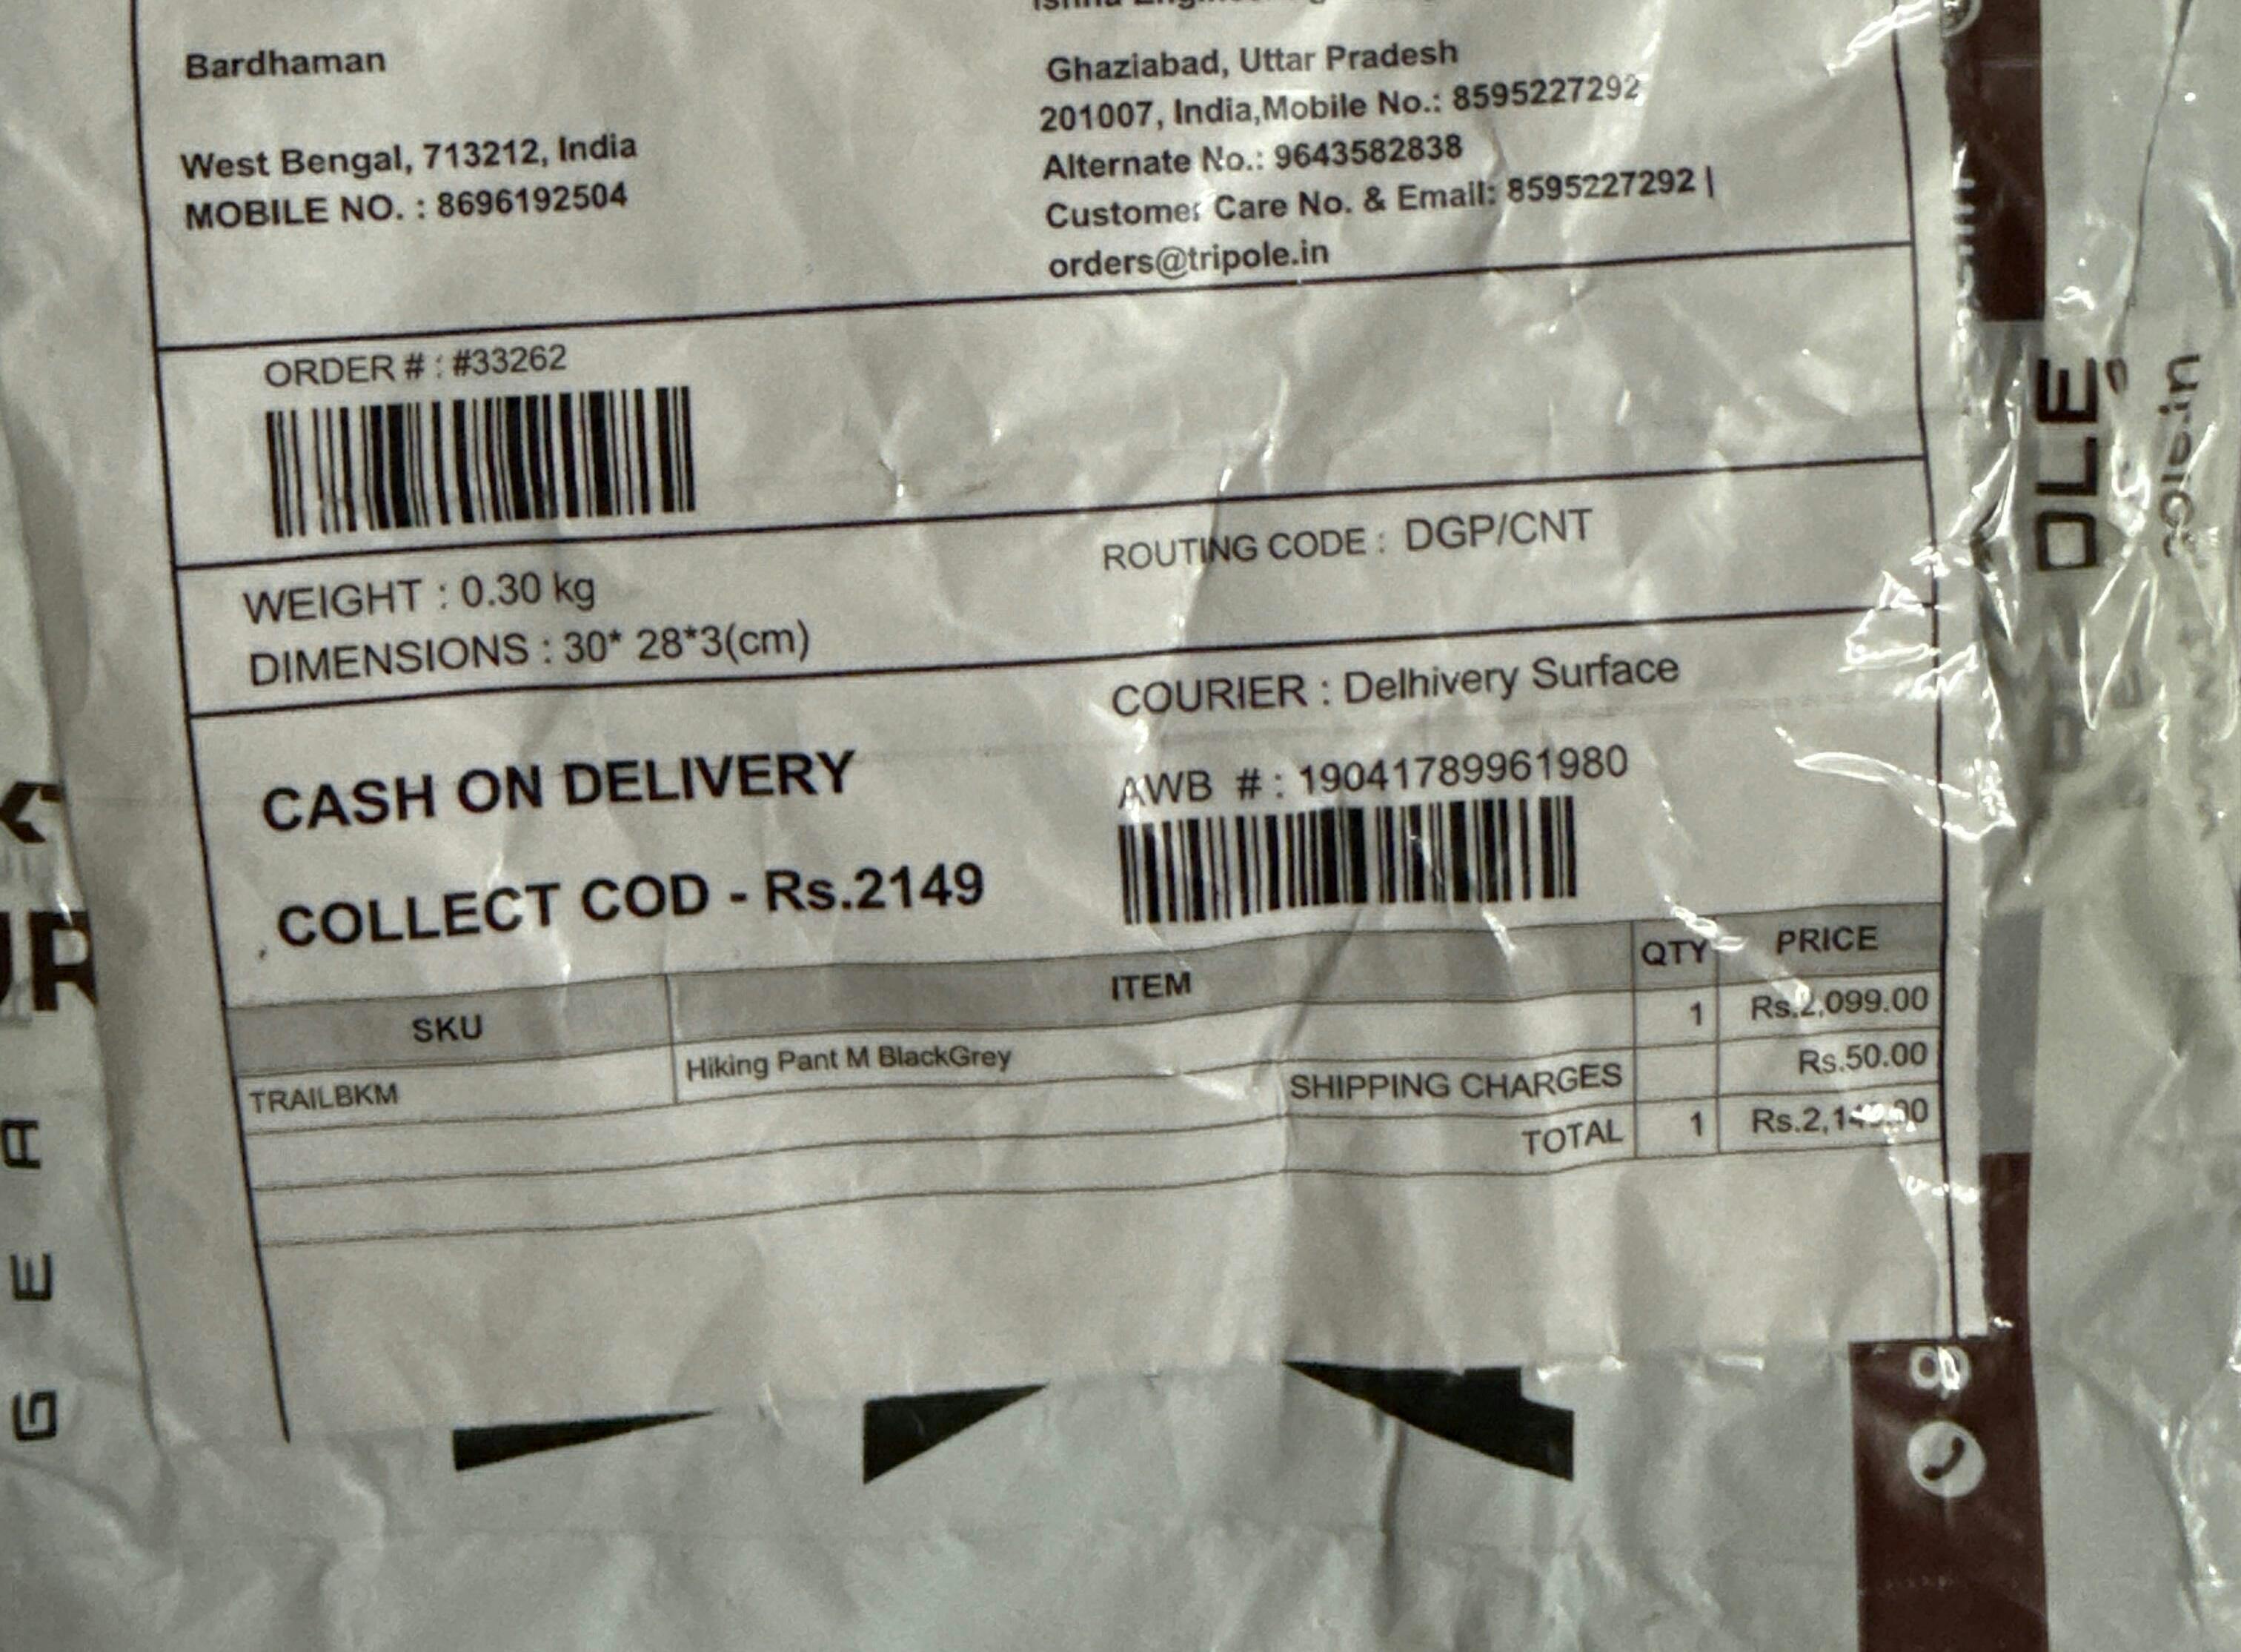 Bardhaman
West Bengal, 713212, India
MOBILE NO. : 8696192504
Ghaziabad, Uttar Pradesh
201007, India,Mobile No.: 8595227292
Alternate No.: 9643582838
Customer Care No. & Email: 8595227292 |
orders@tripole.in
ORDER # : #33262
WEIGHT : 0.30 kg
DIMENSIONS : 30* 28*3(cm)
ROUTING CODE : DGP/CNT
CASH ON DELIVERY
COLLECT COD - Rs.2149
COURIER : Delhivery Surface
AWB # : 19041789961980
SKU ITEM QTY PRICE
TRAILBKM Hiking Pant M BlackGrey 1 Rs.2,099.00
SHIPPING CHARGES Rs.50.00
TOTAL 1
GEAR
OLE